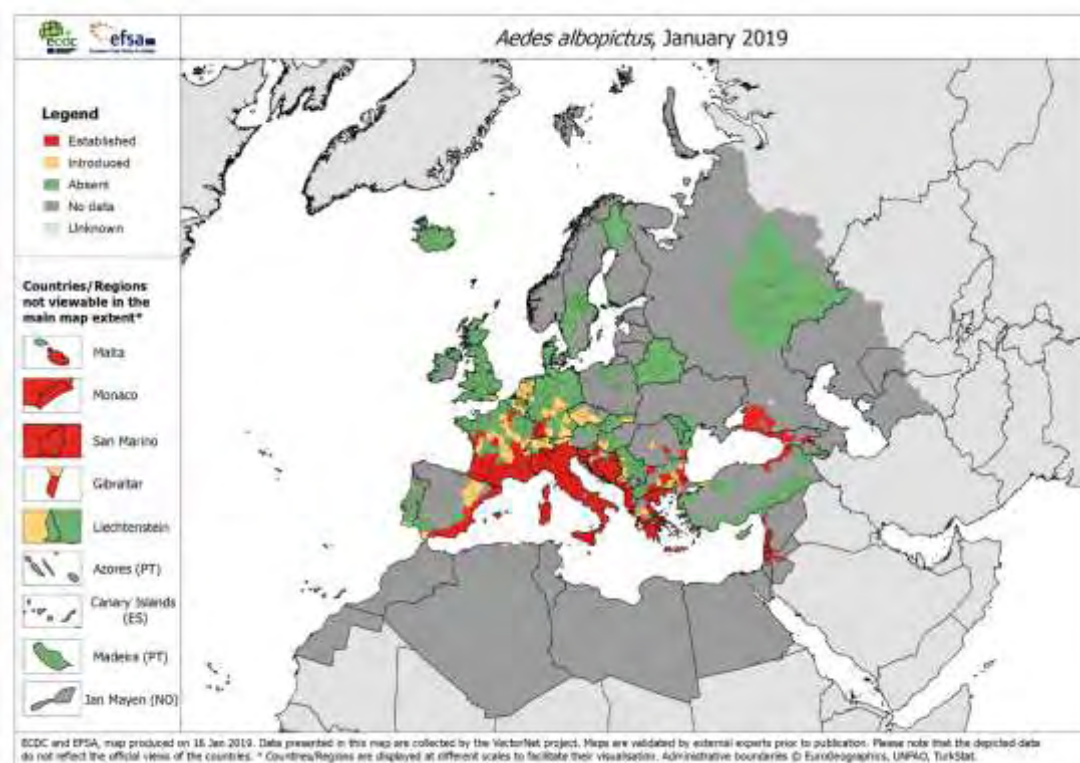 ecdc
efsa
Aedes albopictus, January 2019
Legend
Established
Introduced
Absent
No data
Unknown
Countries/Regions
not viewable in the
main map extent*
Malta
Monaco
San Marino
Gibraltar
Liechtenstein
Azores (PT)
Canary Islands
(ES)
Madeira (PT)
Jan Mayen (NO)
ECDC and EFSA, map produced on 16 Jan 2019. Data presented in this map are collected by the VectorNet project. Maps are validated by external experts prior to publication. Please note that the depicted data
do not reflect the official views of the countries. * Countries/Regions are displayed at different scales to facilitate their visualisation. Administrative boundaries © EuroGeographics, UNFAO, TurkStat.